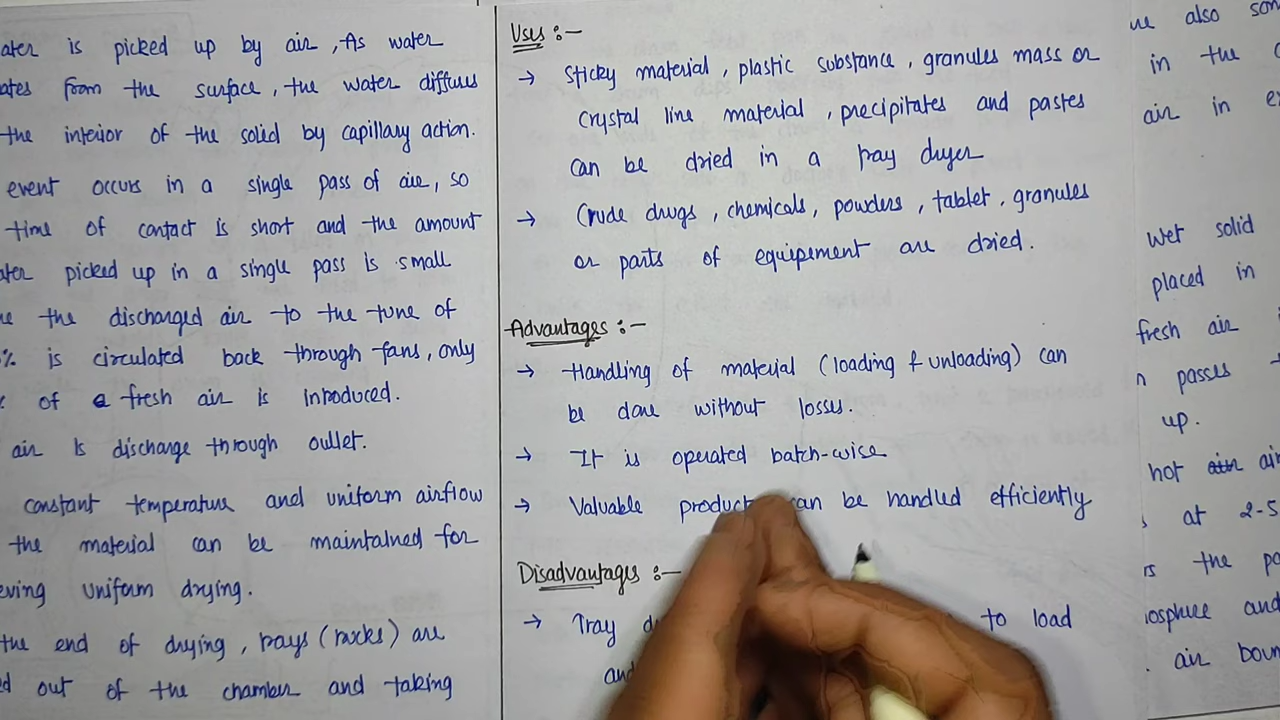 is picked up by air, As water
from the surface, the water diffuses
the interior of the solid by capillary action.
event occurs in a single pass of air, so
time of contact is short and the amount
picked up in a single pass is small
the discharged air to the tune of
% is circulated back through fans, only
of a fresh air is introduced.
air is discharge through outlet.
constant temperature and uniform airflow
the material can be maintained for
uniform drying.
the end of drying, trays (racks) are
out of the chamber and taking
Uses :-
→ Sticky material, plastic substance, granules mass or
crystal line material, precipitates and pastes
can be dried in a tray dryer
→ Crude drugs, chemicals, powders, tablet, granules
or parts of equipement are dried.
Advantages :-
→ Handling of material (loading & unloading) can
be done without losses.
→ It is operated batch-wise
→ Valuable product can be handled efficiently
Disadvantages :-
→ Tray to load
and
also
in the
air in
Wet solid
placed in
fresh air
passes
up.
hot air
at 2-5
is the
and
air